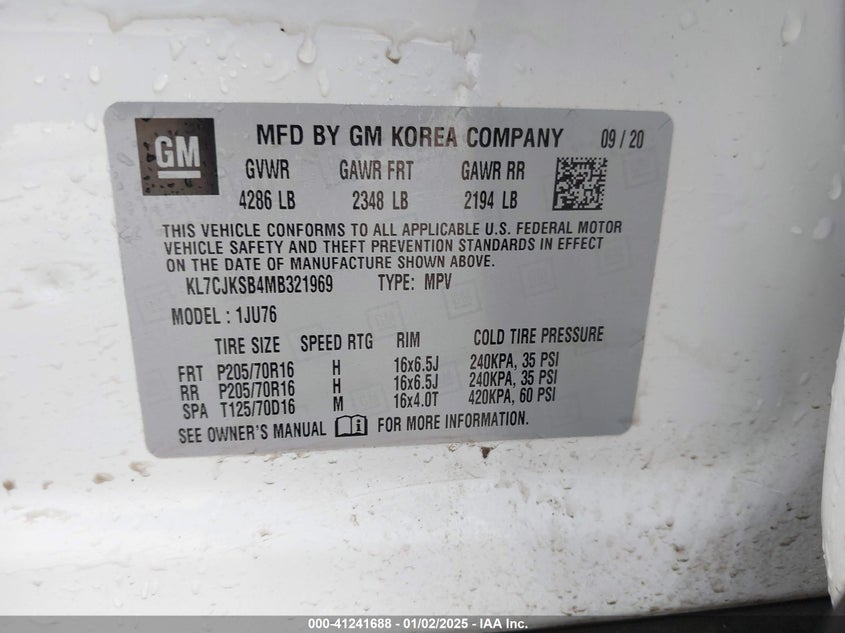 GM
MFD BY GM KOREA COMPANY 09 / 20
GVWR GAWR FRT GAWR RR
4286 LB 2348 LB 2194 LB
THIS VEHICLE CONFORMS TO ALL APPLICABLE U.S. FEDERAL MOTOR
VEHICLE SAFETY AND THEFT PREVENTION STANDARDS IN EFFECT
ON THE DATE OF MANUFACTURE SHOWN ABOVE.
KL7CJKSB4MB321969 TYPE: MPV
MODEL : 1JU76
TIRE SIZE SPEED RTG RIM COLD TIRE PRESSURE
FRT P205/70R16 H 16x6.5J 240KPA, 35 PSI
RR P205/70R16 H 16x6.5J 240KPA, 35 PSI
SPA T125/70D16 M 16x4.0T 420KPA, 60 PSI
SEE OWNER'S MANUAL FOR MORE INFORMATION.
000-41241688 - 01/02/2025 - IAA Inc.